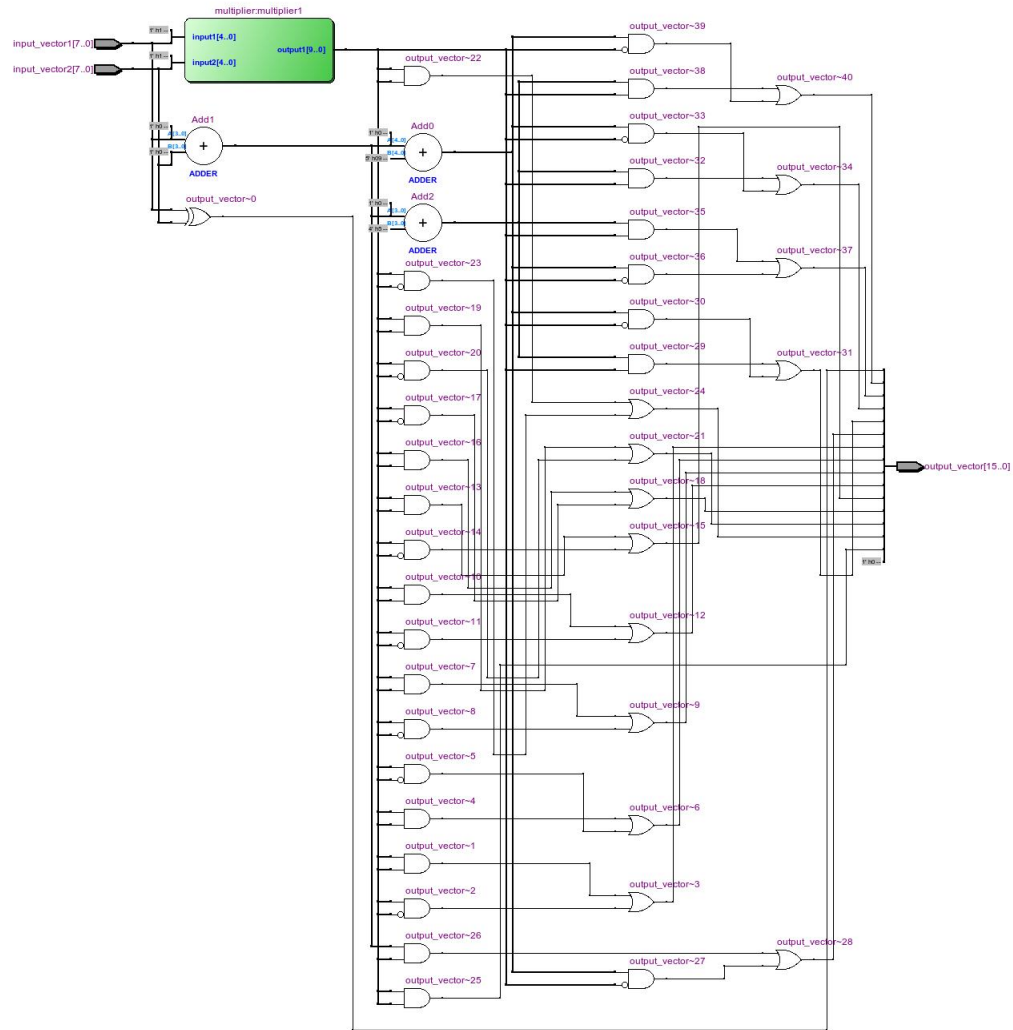 multiplier:multiplier1
input_vector1[7..0]
input_vector2[7..0]
input1[4..0]
input2[4..0]
output1[9..0]
Add1
ADDER
output_vector~0
Add0
ADDER
Add2
ADDER
output_vector~22
output_vector~23
output_vector~19
output_vector~20
output_vector~17
output_vector~16
output_vector~13
output_vector~14
output_vector~10
output_vector~11
output_vector~7
output_vector~8
output_vector~5
output_vector~4
output_vector~1
output_vector~2
output_vector~26
output_vector~25
output_vector~39
output_vector~38
output_vector~33
output_vector~32
output_vector~35
output_vector~36
output_vector~30
output_vector~29
output_vector~24
output_vector~21
output_vector~18
output_vector~15
output_vector~12
output_vector~9
output_vector~6
output_vector~3
output_vector~27
output_vector~40
output_vector~34
output_vector~37
output_vector~31
output_vector~28
output_vector[15..0]